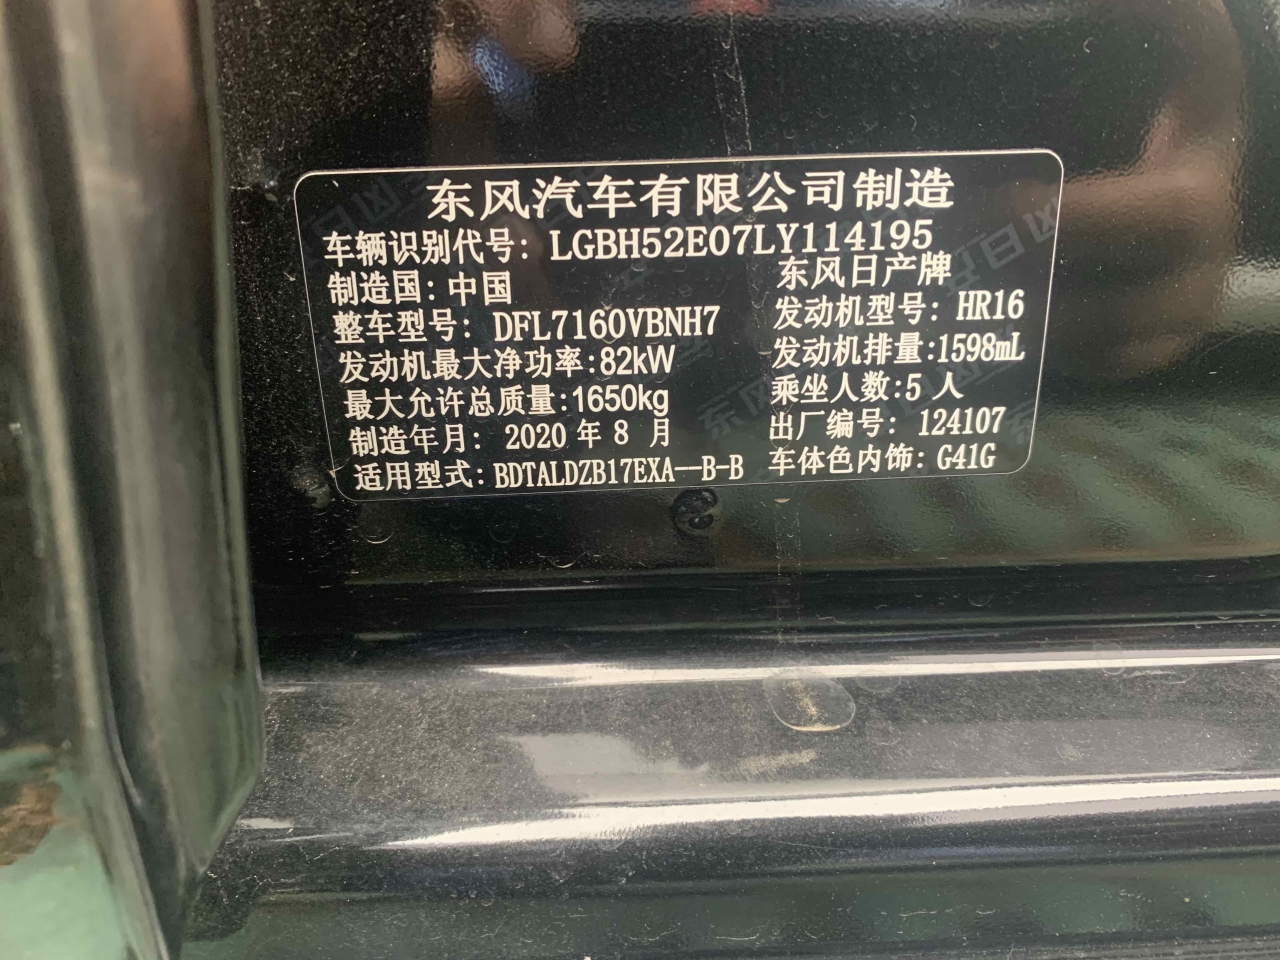 东风汽车有限公司制造
车辆识别代号: LGBH52E07LY114195
制造国: 中国 东风日产牌
整车型号: DFL7160VBNH7 发动机型号: HR16
发动机最大净功率:82kW 发动机排量:1598mL
最大允许总质量:1650kg 乘坐人数:5 人
制造年月: 2020 年 8 月 出厂编号: 124107
适用型式: BDTALDZB17EXA--B-B 车体色内饰: G41G